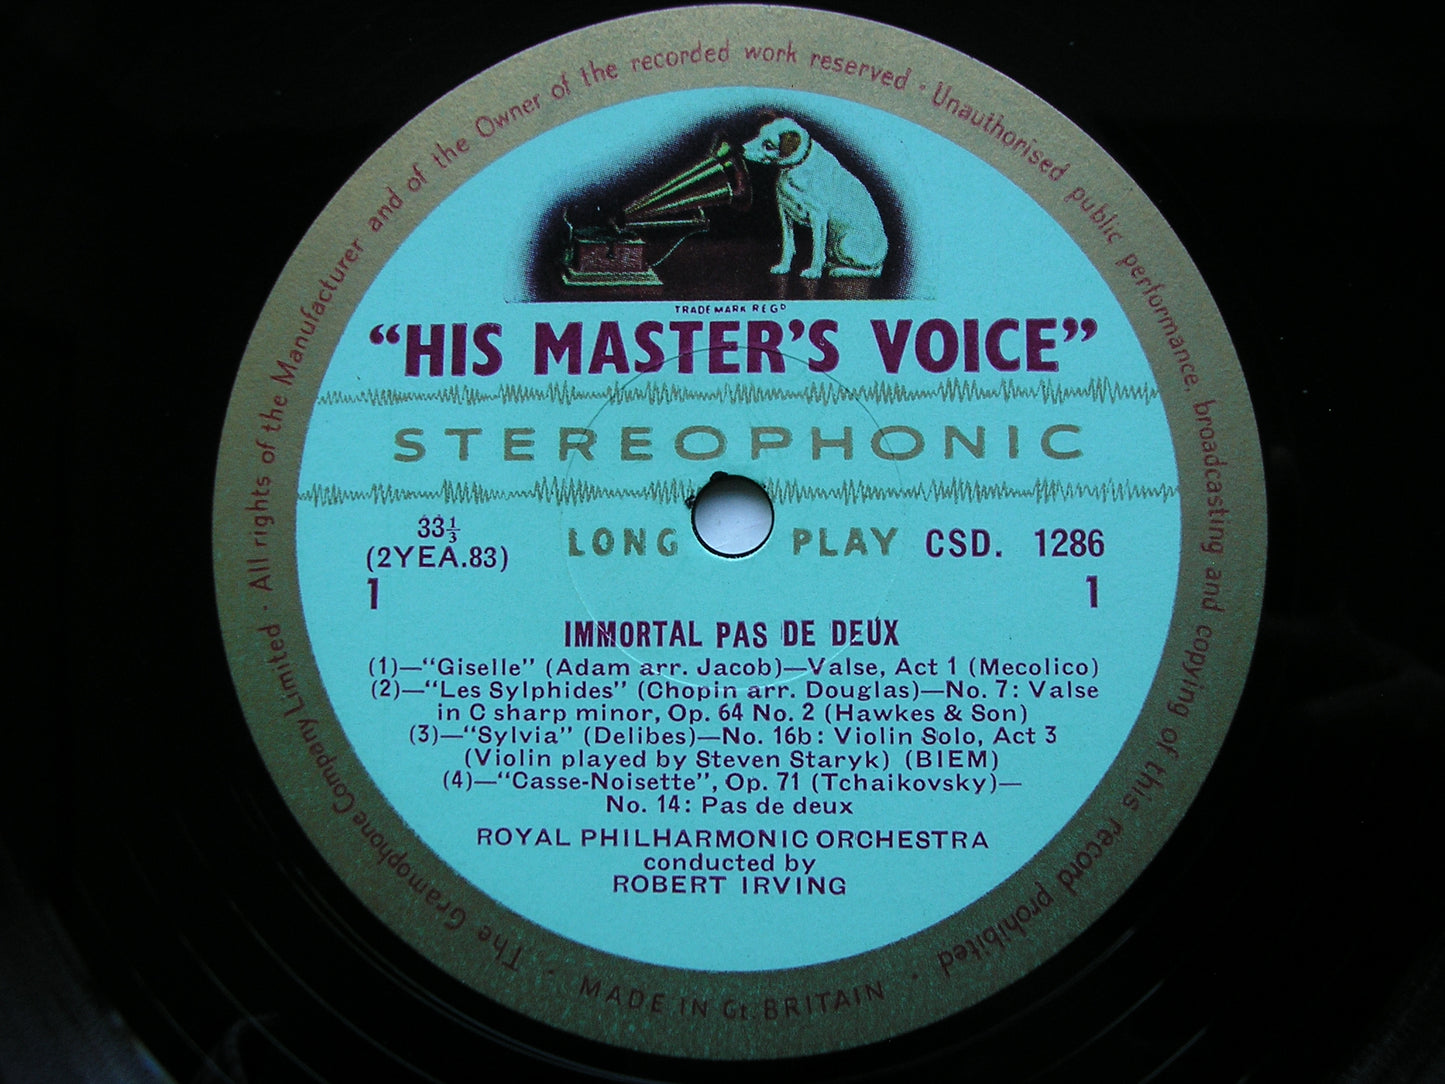 The Gramophone Company Limited · All rights of the Manufacturer and of the Owner of the recorded work reserved · Unauthorised public performance, broadcasting and copying of this record prohibited ·
TRADE MARK REGD
“HIS MASTER’S VOICE”
STEREOPHONIC
33⅓ LONG PLAY CSD. 1286
(2YEA.83)
1 1
IMMORTAL PAS DE DEUX
(1)—“Giselle” (Adam arr. Jacob)—Valse, Act 1 (Mecolico)
(2)—“Les Sylphides” (Chopin arr. Douglas)—No. 7: Valse
in C sharp minor, Op. 64 No. 2 (Hawkes & Son)
(3)—“Sylvia” (Delibes)—No. 16b: Violin Solo, Act 3
(Violin played by Steven Staryk) (BIEM)
(4)—“Casse-Noisette”, Op. 71 (Tchaikovsky)—
No. 14: Pas de deux
ROYAL PHILHARMONIC ORCHESTRA
conducted by
ROBERT IRVING
· MADE IN Gt. BRITAIN ·